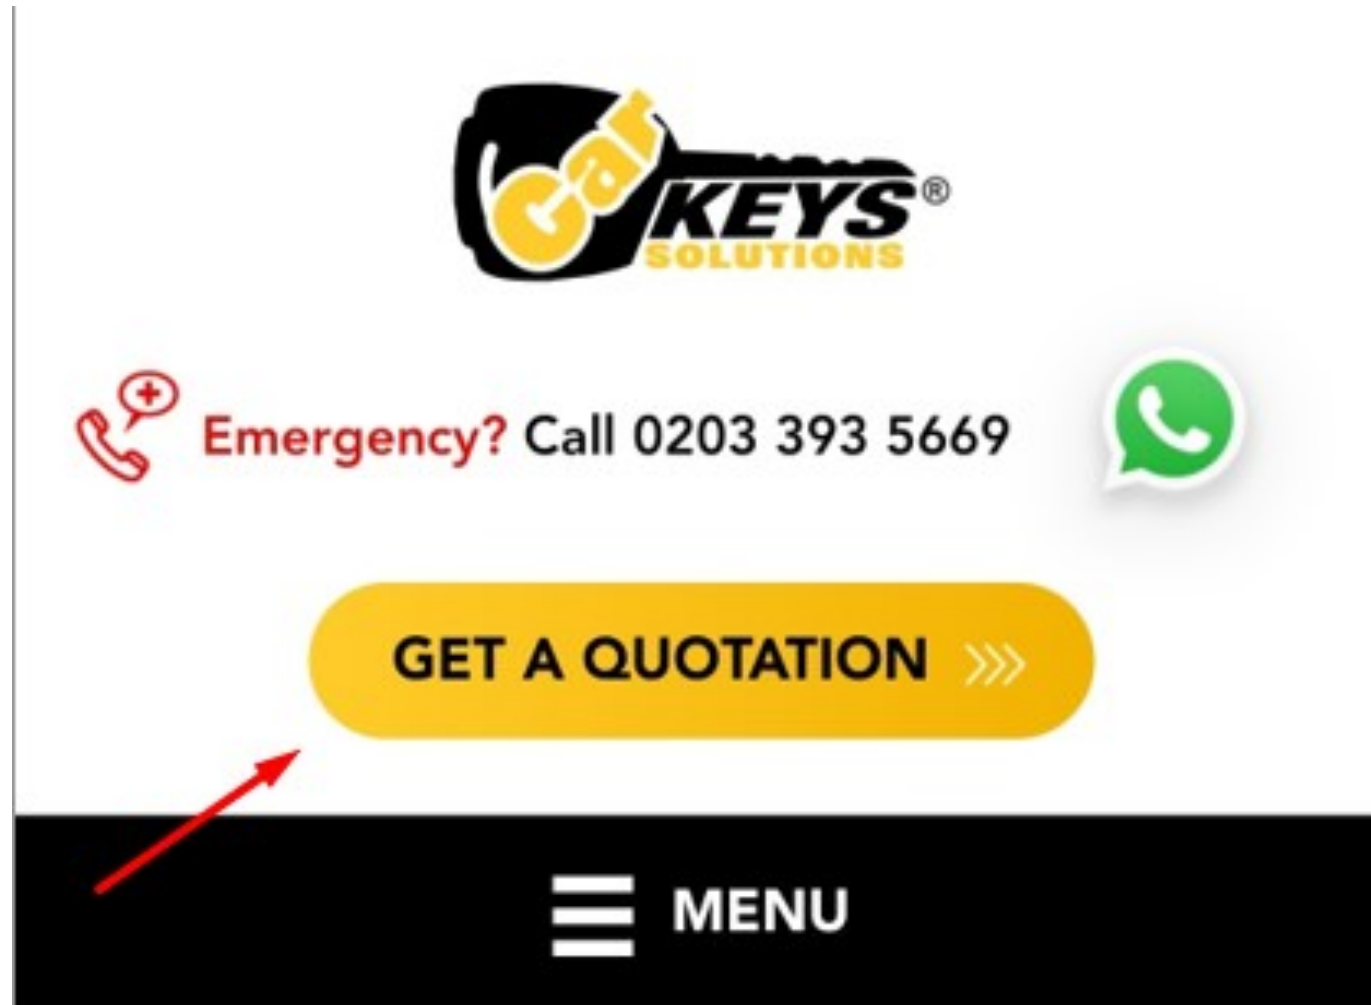 Car
KEYS®
SOLUTIONS
Emergency? Call 0203 393 5669
GET A QUOTATION
MENU